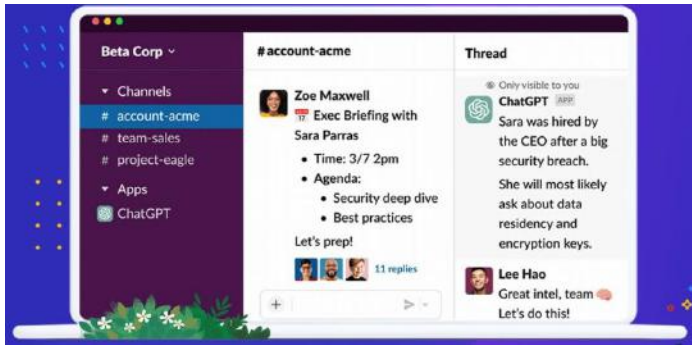 Beta Corp
Channels
# account-acme
# team-sales
# project-eagle
Apps
ChatGPT
#account-acme
Zoe Maxwell
Exec Briefing with
Sara Parras
• Time: 3/7 2pm
• Agenda:
• Security deep dive
• Best practices
Let's prep!
11 replies
Thread
Only visible to you
ChatGPT APP
Sara was hired by
the CEO after a big
security breach.
She will most likely
ask about data
residency and
encryption keys.
Lee Hao
Great intel, team
Let's do this!